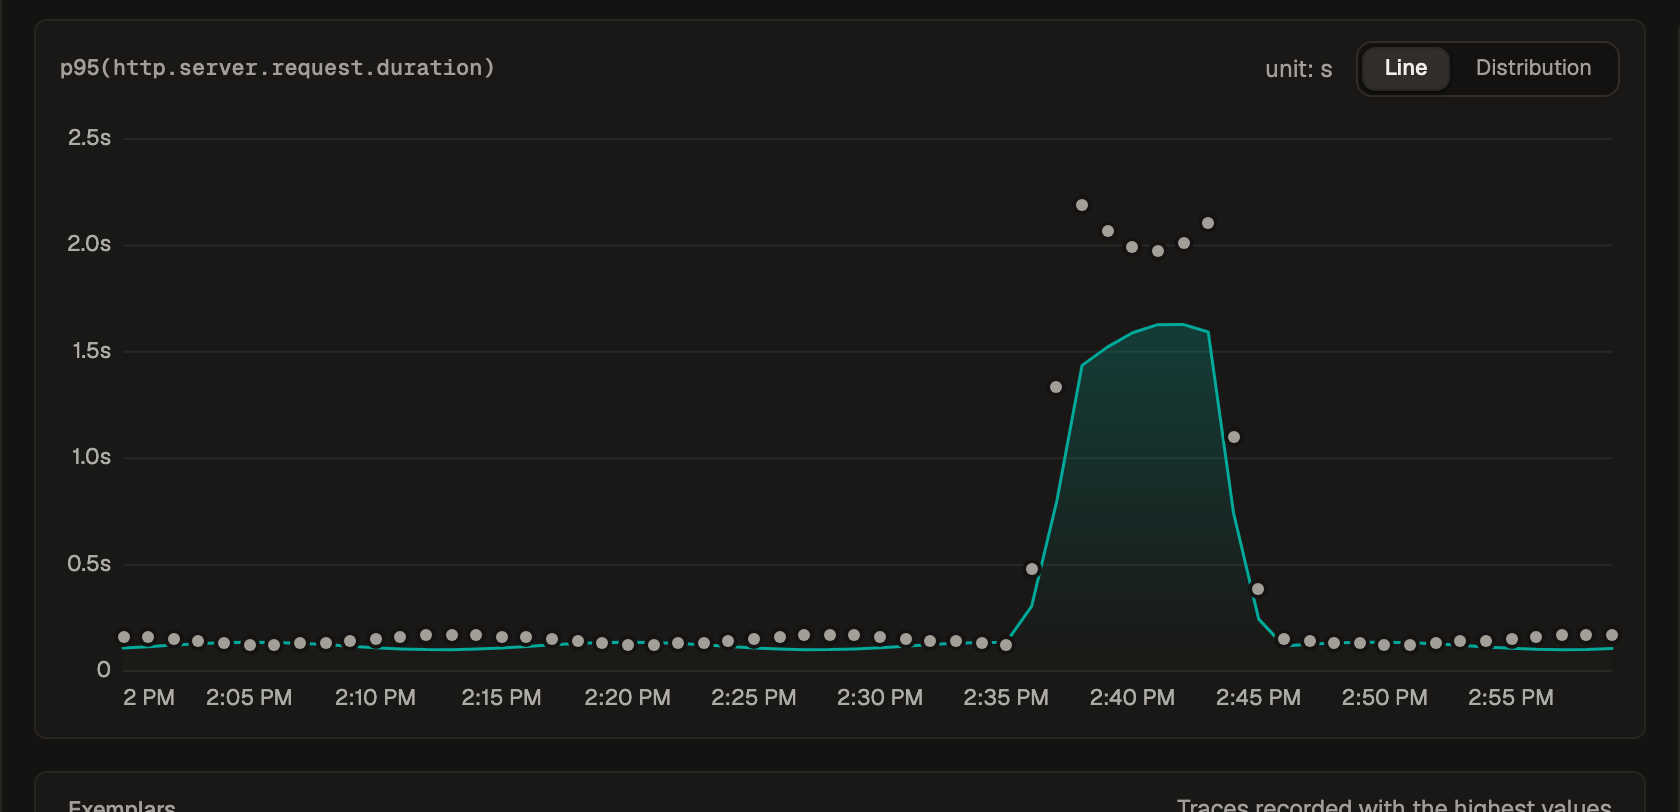 p95(http.server.request.duration)
unit: s
Line
Distribution
2.5s
2.0s
1.5s
1.0s
0.5s
0
2 PM 2:05 PM 2:10 PM 2:15 PM 2:20 PM 2:25 PM 2:30 PM 2:35 PM 2:40 PM 2:45 PM 2:50 PM 2:55 PM
Exemplars
Traces recorded with the highest values